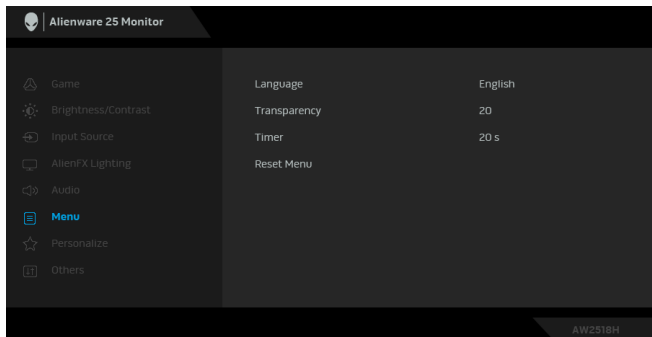 Alienware 25 Monitor
Game
Brightness/Contrast
Input Source
AlienFX Lighting
Audio
Menu
Personalize
Others
Language English
Transparency 20
Timer 20 s
Reset Menu
AW2518H